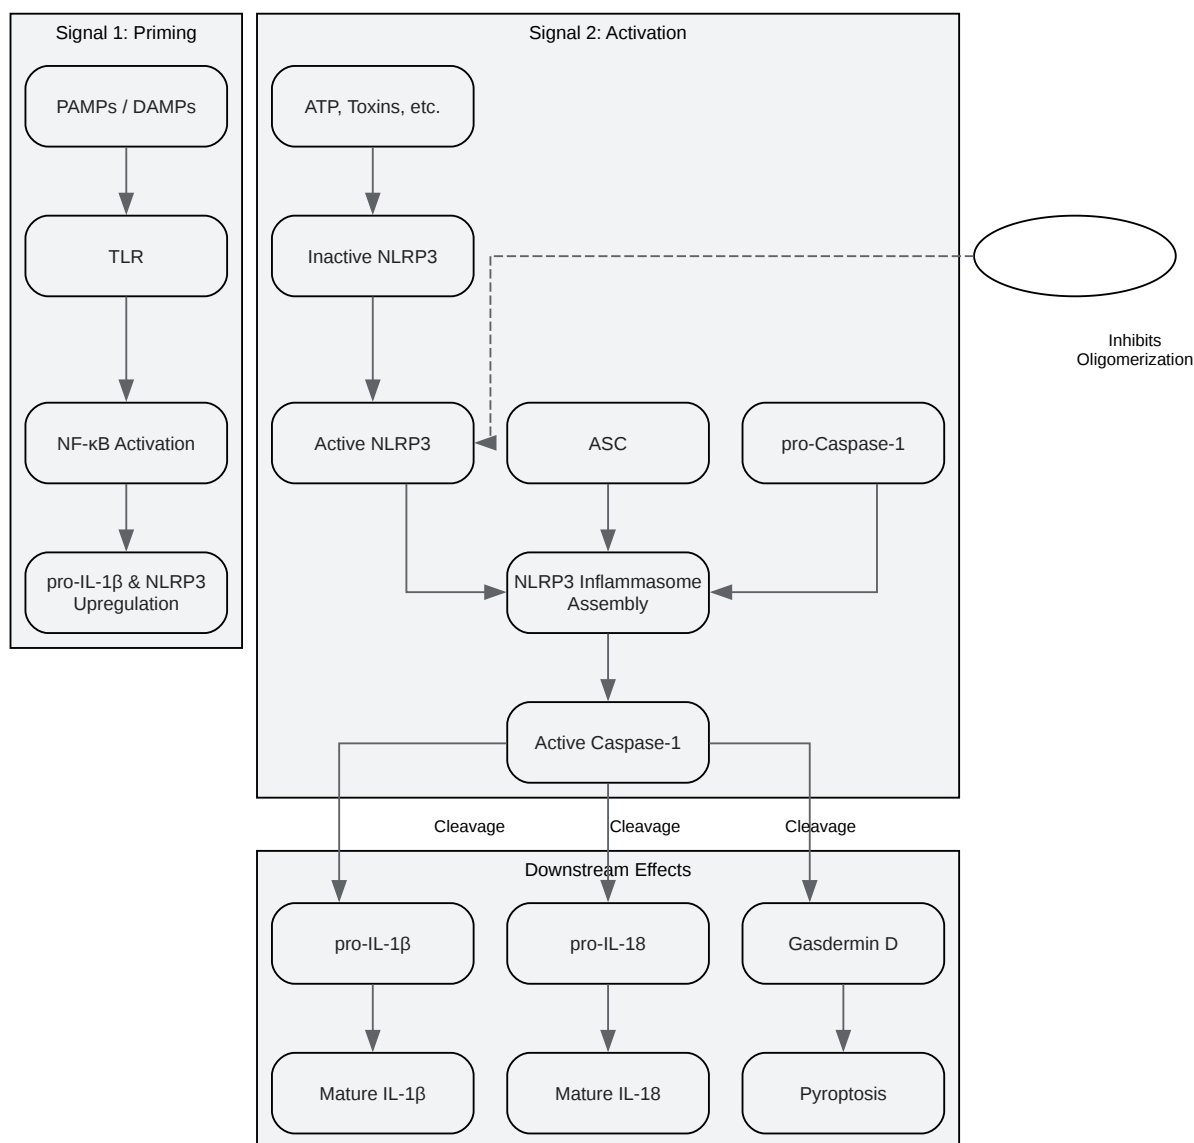 Signal 1: Priming
PAMPs / DAMPs
TLR
NF-κB Activation
pro-IL-1β & NLRP3
Upregulation
Signal 2: Activation
ATP, Toxins, etc.
Inactive NLRP3
Active NLRP3
ASC
pro-Caspase-1
NLRP3 Inflammasome
Assembly
Active Caspase-1
Inhibits
Oligomerization
Cleavage
Cleavage
Cleavage
Downstream Effects
pro-IL-1β
pro-IL-18
Gasdermin D
Mature IL-1β
Mature IL-18
Pyroptosis